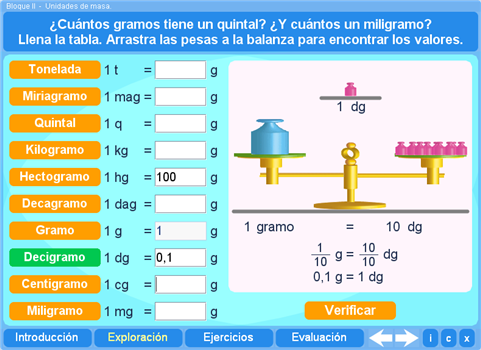 Bloque II - Unidades de masa
¿Cuántos gramos tiene un quintal? ¿Y cuántos un miligramo?
Llena la tabla. Arrastra las pesas a la balanza para encontrar los valores.
Tonelada 1 t = g
Miriagramo 1 mag = g
Quintal 1 q = g
Kilogramo 1 kg = g
Hectogramo 1 hg = 100 g
Decagramo 1 dag = g
Gramo 1 g = 1 g
Decigramo 1 dg = 0,1 g
Centigramo 1 cg = g
Miligramo 1 mg = g
1 dg
1 gramo = 10 dg
1/10 g = 10/10 dg
0,1 g = 1 dg
Verificar
Introducción Exploración Ejercicios Evaluación i c x